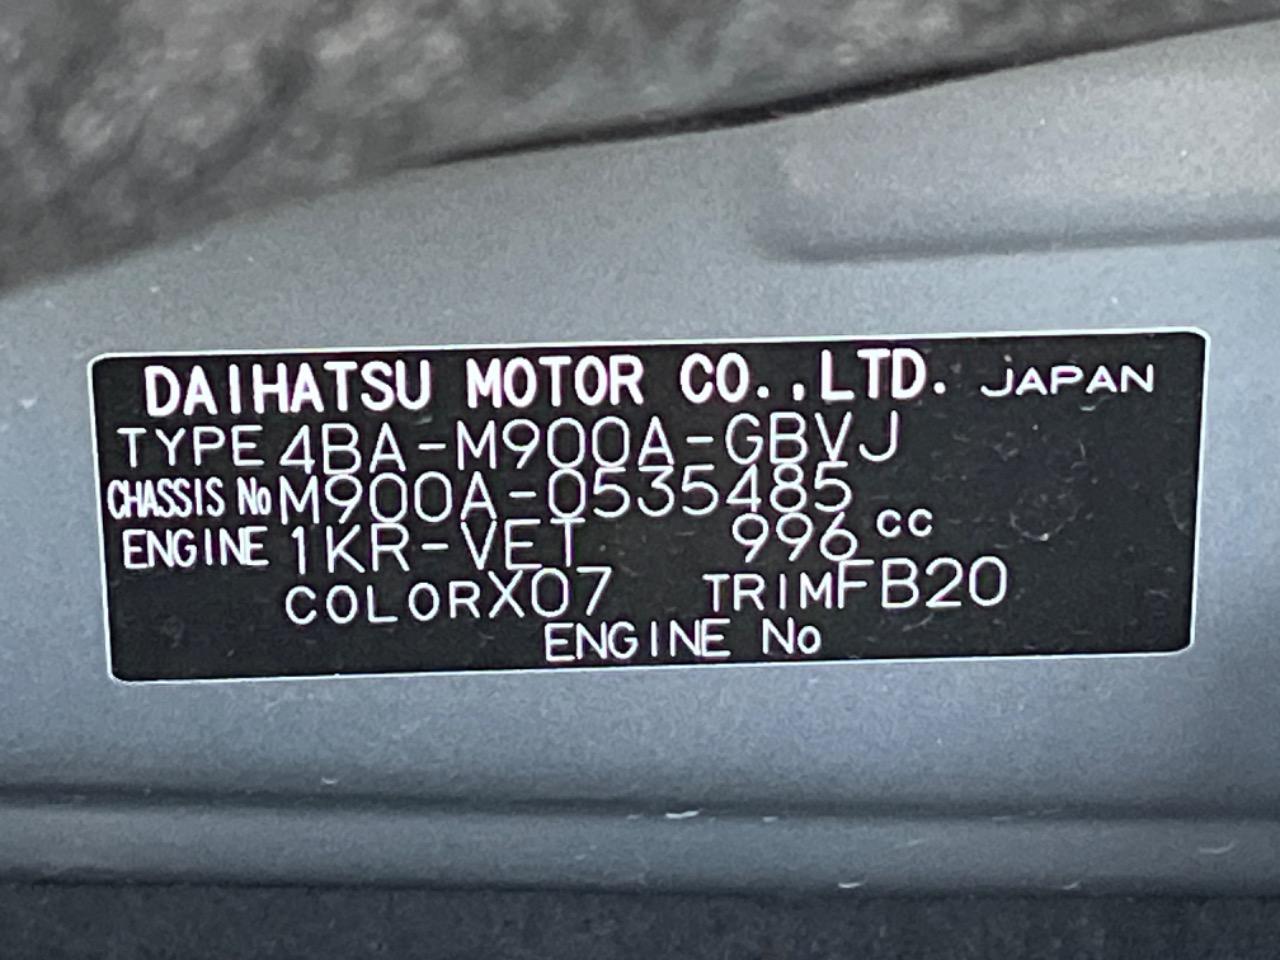 DAIHATSU MOTOR CO.,LTD. JAPAN
TYPE 4BA-M900A-GBVJ
CHASSIS No M900A-0535485
ENGINE 1KR-VET 996 cc
COLOR X07 TRIM FB20
ENGINE No